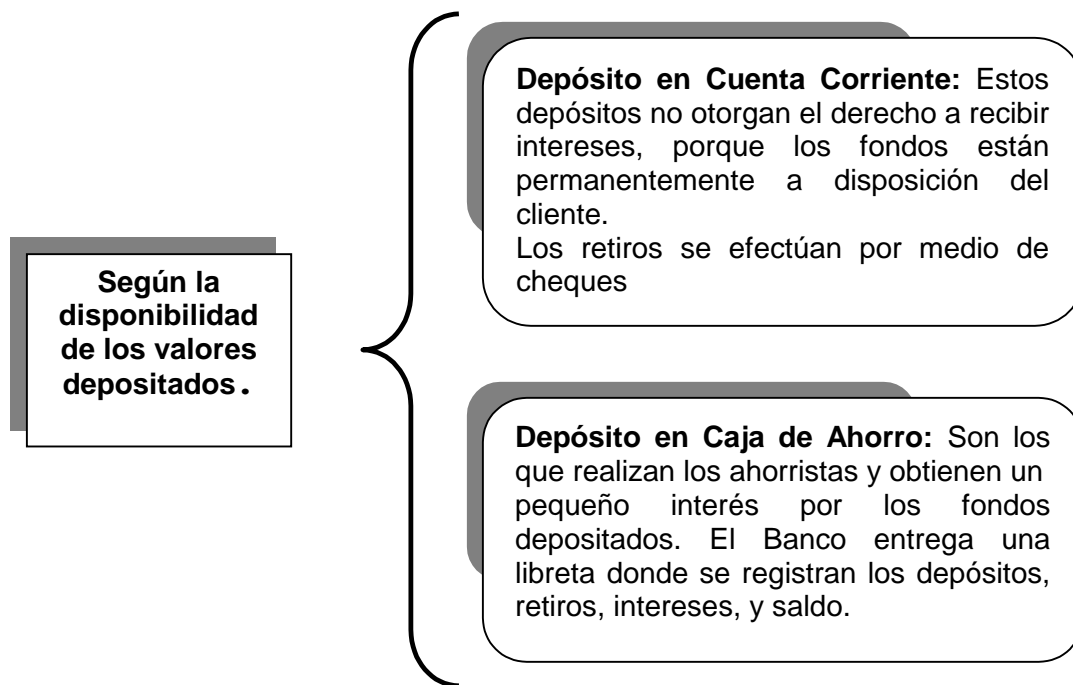 Según la
disponibilidad
de los valores
depositados.
Depósito en Cuenta Corriente: Estos
depósitos no otorgan el derecho a recibir
intereses, porque los fondos están
permanentemente a disposición del
cliente.
Los retiros se efectúan por medio de
cheques
Depósito en Caja de Ahorro: Son los
que realizan los ahorristas y obtienen un
pequeño interés por los fondos
depositados. El Banco entrega una
libreta donde se registran los depósitos,
retiros, intereses, y saldo.